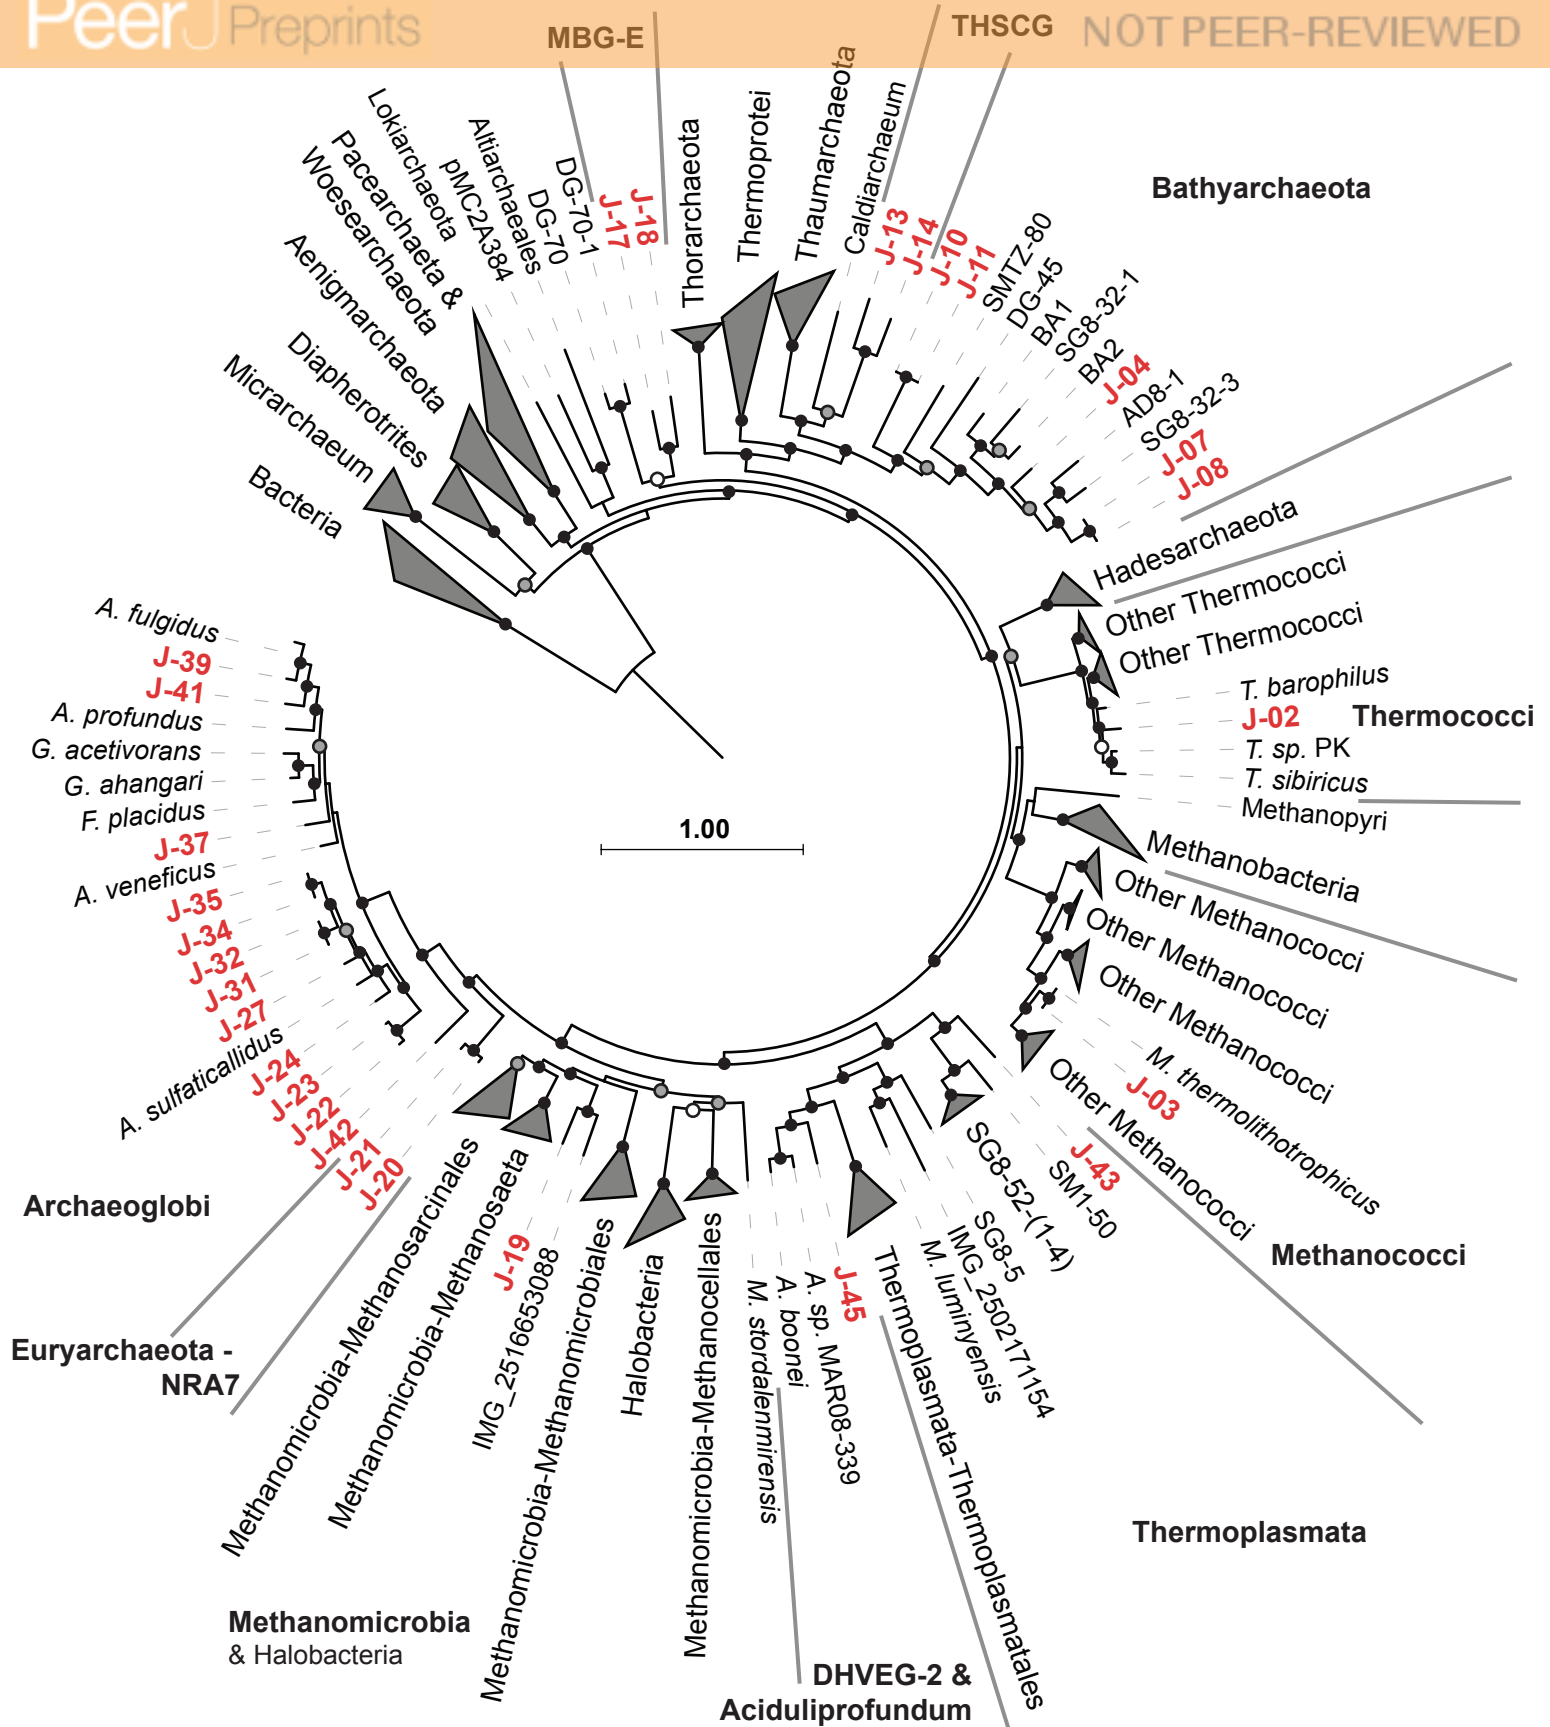 PeerJ Preprints
NOT PEER-REVIEWED
MBG-E
THSCG
Bathyarchaeota
Bacteria
Micrarchaeum
Diapherotrites
Aenigmarchaeota
Woesearchaeota
Pacearchaeta &
Lokiarchaeota
pMC2A384
Altiarchaeales
DG-70
DG-70-1
J-17
J-18
Thorarchaeota
Thermoprotei
Thaumarchaeota
Caldiarchaeum
J-13
J-14
J-10
J-11
SMTZ-80
DG-45
BA1
SG8-32-1
BA2
J-04
AD8-1
SG8-32-3
J-07
J-08
Hadesarchaeota
Other Thermococci
Other Thermococci
T. barophilus
J-02
Thermococci
T. sp. PK
T. sibiricus
Methanopyri
Methanobacteria
Other Methanococci
Other Methanococci
Other Methanococci
M. thermolithotrophicus
J-03
Other Methanococci
Methanococci
J-43
SM1-50
SG8-52-(1-4)
SG8-5
IMG_2502171154
M. luminyensis
Thermoplasmata-Thermoplasmatales
Thermoplasmata
J-45
A. sp. MAR08-339
A. boonei
M. stordalenmirensis
DHVEG-2 &
Aciduliprofundum
Methanomicrobia-Methanocellales
Halobacteria
Methanomicrobia-Methanomicrobiales
IMG_2516653088
J-19
Methanomicrobia-Methanosaeta
Methanomicrobia-Methanosarcinales
Methanomicrobia
& Halobacteria
J-20
J-21
Euryarchaeota -
NRA7
J-42
J-22
J-23
J-24
Archaeoglobi
A. sulfaticallidus
J-27
J-31
J-32
J-34
J-35
A. veneficus
J-37
F. placidus
G. ahangari
G. acetivorans
A. profundus
J-41
J-39
A. fulgidus
1.00